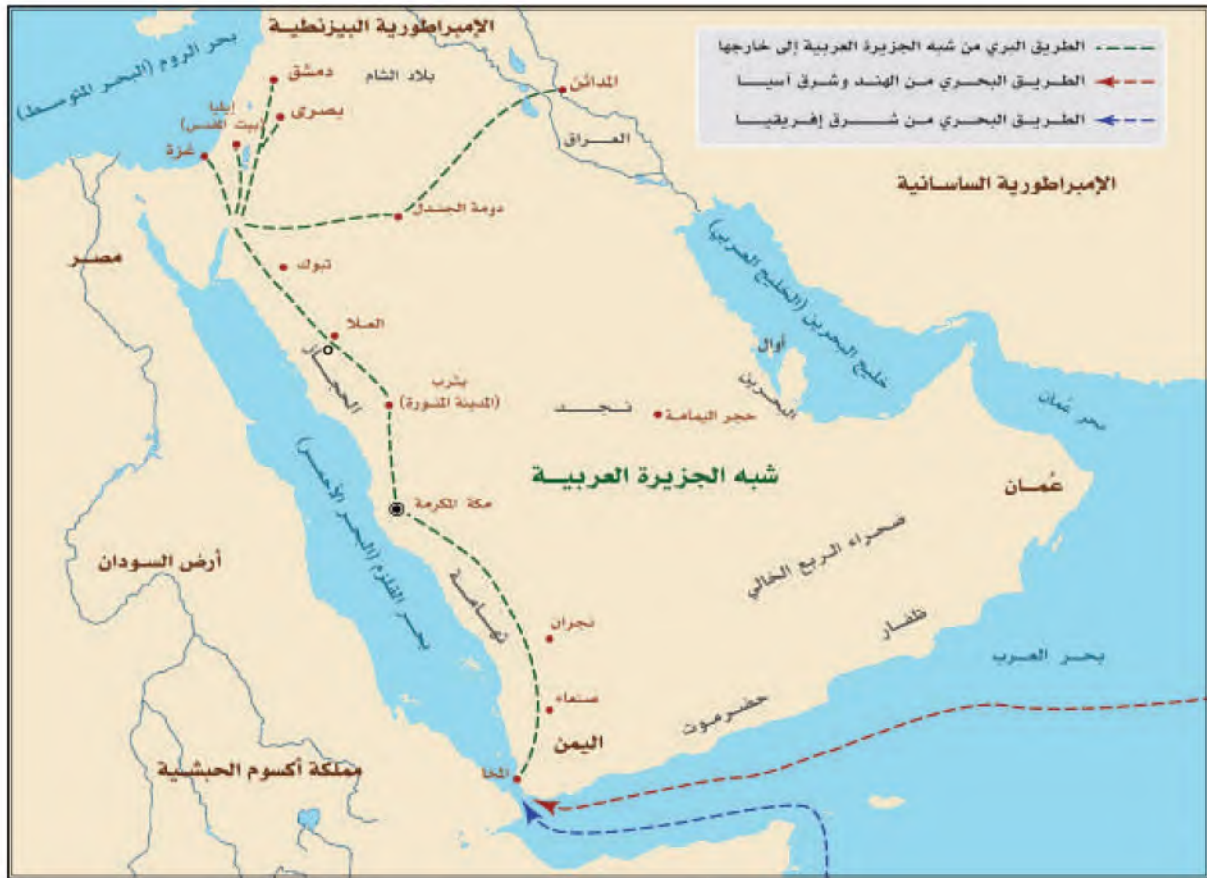 الإمبراطورية البيزنطية
الطريق البري من شبه الجزيرة العربية إلى خارجها
الطريق البحري من الهند وشرق آسيا
الطريق البحري من شرق إفريقيا
بحر الروم (البحر المتوسط)
دمشق
بلاد الشام
المدائن
إيليا
(بيت المقدس)
بصرى
غزة
العراق
الإمبراطورية الساسانية
دومة الجندل
مصر
تبوك
خليج البحرين (الخليج العربي)
العلا
الحجاز
أوال
البحرين
يثرب
(المدينة المنورة)
نجد
حجر اليمامة
بحر عُمان
شبه الجزيرة العربية
عُمان
مكة المكرمة
بحر القلزم (البحر الأحمر)
أرض السودان
صحراء الربع الخالي
تهامة
نجران
ظفار
بحر العرب
صنعاء
حضرموت
اليمن
المخا
مملكة أكسوم الحبشية